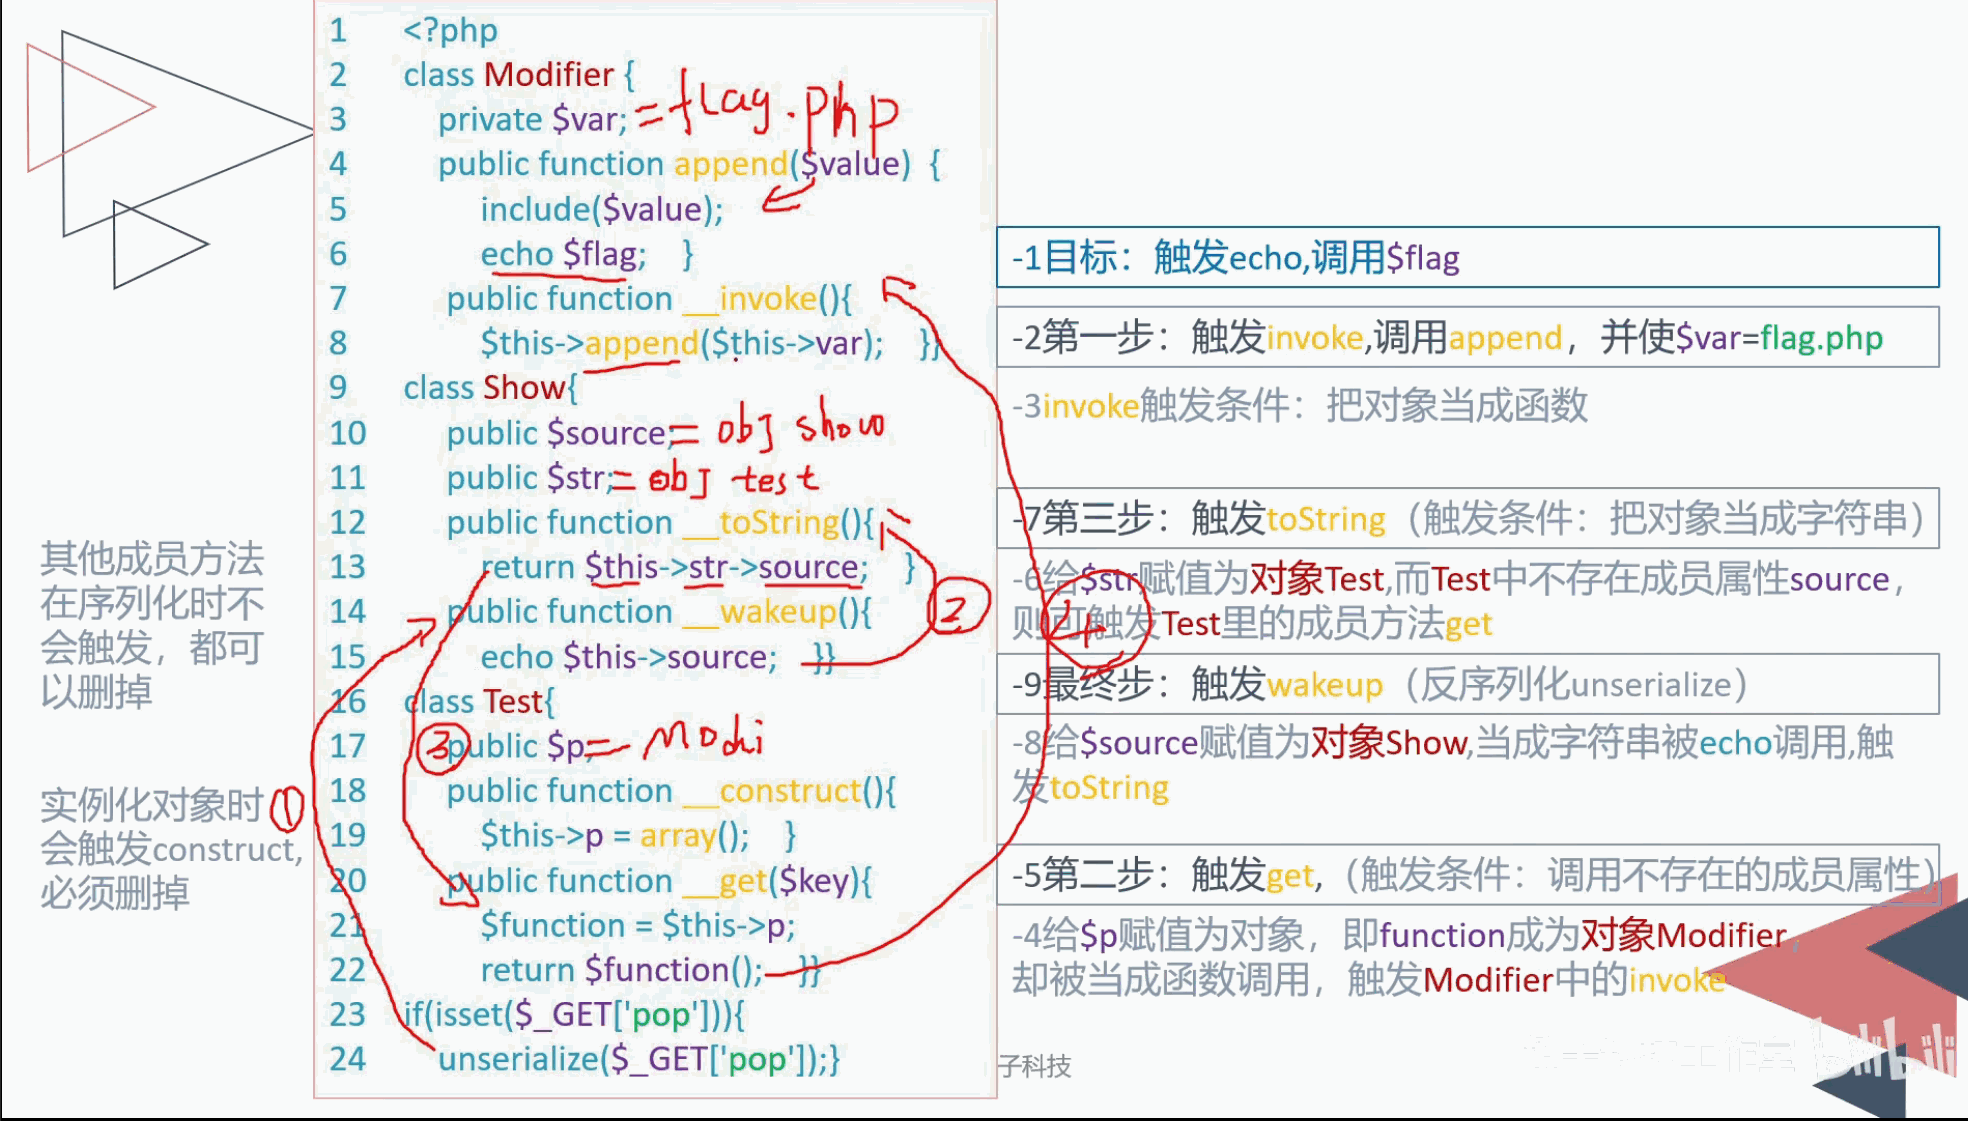 1 <?php
2 class Modifier {
3 private $var; =flag.php
4 public function append($value) {
5 include($value);
6 echo $flag; }
7 public function __invoke(){
8 $this->append($this->var); }}
9 class Show{
10 public $source; = obj show
11 public $str; = obj test
12 public function __toString(){
13 return $this->str->source; }
14 public function __wakeup(){
15 echo $this->source; }}
16 class Test{
17 public $p; = Modi
18 public function __construct(){
19 $this->p = array(); }
20 public function __get($key){
21 $function = $this->p;
22 return $function(); }}
23 if(isset($_GET['pop'])){
24 unserialize($_GET['pop']);}
①
②
③
4
其他成员方法
在序列化时不
会触发，都可
以删掉
实例化对象时
会触发construct,
必须删掉
-1目标：触发echo,调用$flag
-2第一步：触发invoke,调用append，并使$var=flag.php
-3invoke触发条件：把对象当成函数
-7第三步：触发toString（触发条件：把对象当成字符串）
-6给$str赋值为对象Test,而Test中不存在成员属性source，
则可触发Test里的成员方法get
-9最终步：触发wakeup（反序列化unserialize）
-8给$source赋值为对象Show,当成字符串被echo调用,触
发toString
-5第二步：触发get,（触发条件：调用不存在的成员属性）
-4给$p赋值为对象，即function成为对象Modifier，
却被当成函数调用，触发Modifier中的invoke
子科技
bilibili